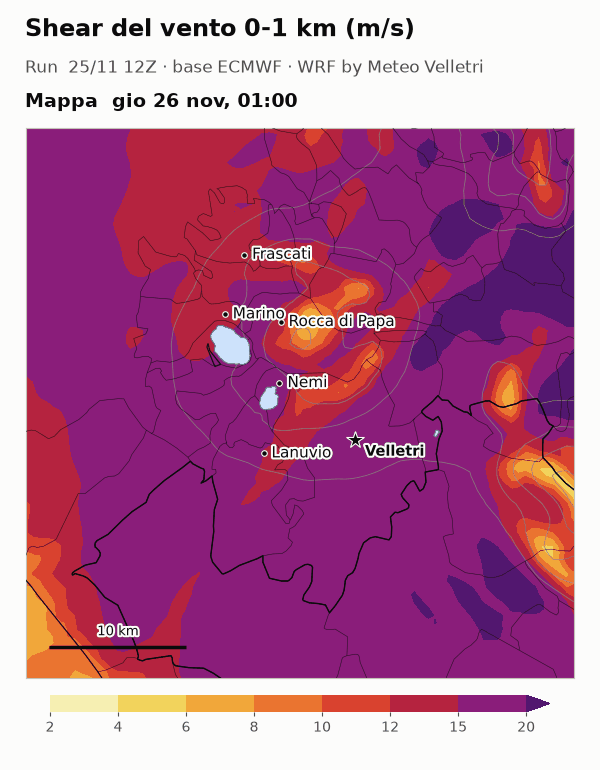 Shear del vento 0-1 km (m/s)
Run  25/11 12Z · base ECMWF · WRF by Meteo Velletri
Mappa  gio 26 nov, 01:00
Frascati
Marino
Rocca di Papa
Nemi
Velletri
Lanuvio
10 km
2 4 6 8 10 12 15 20